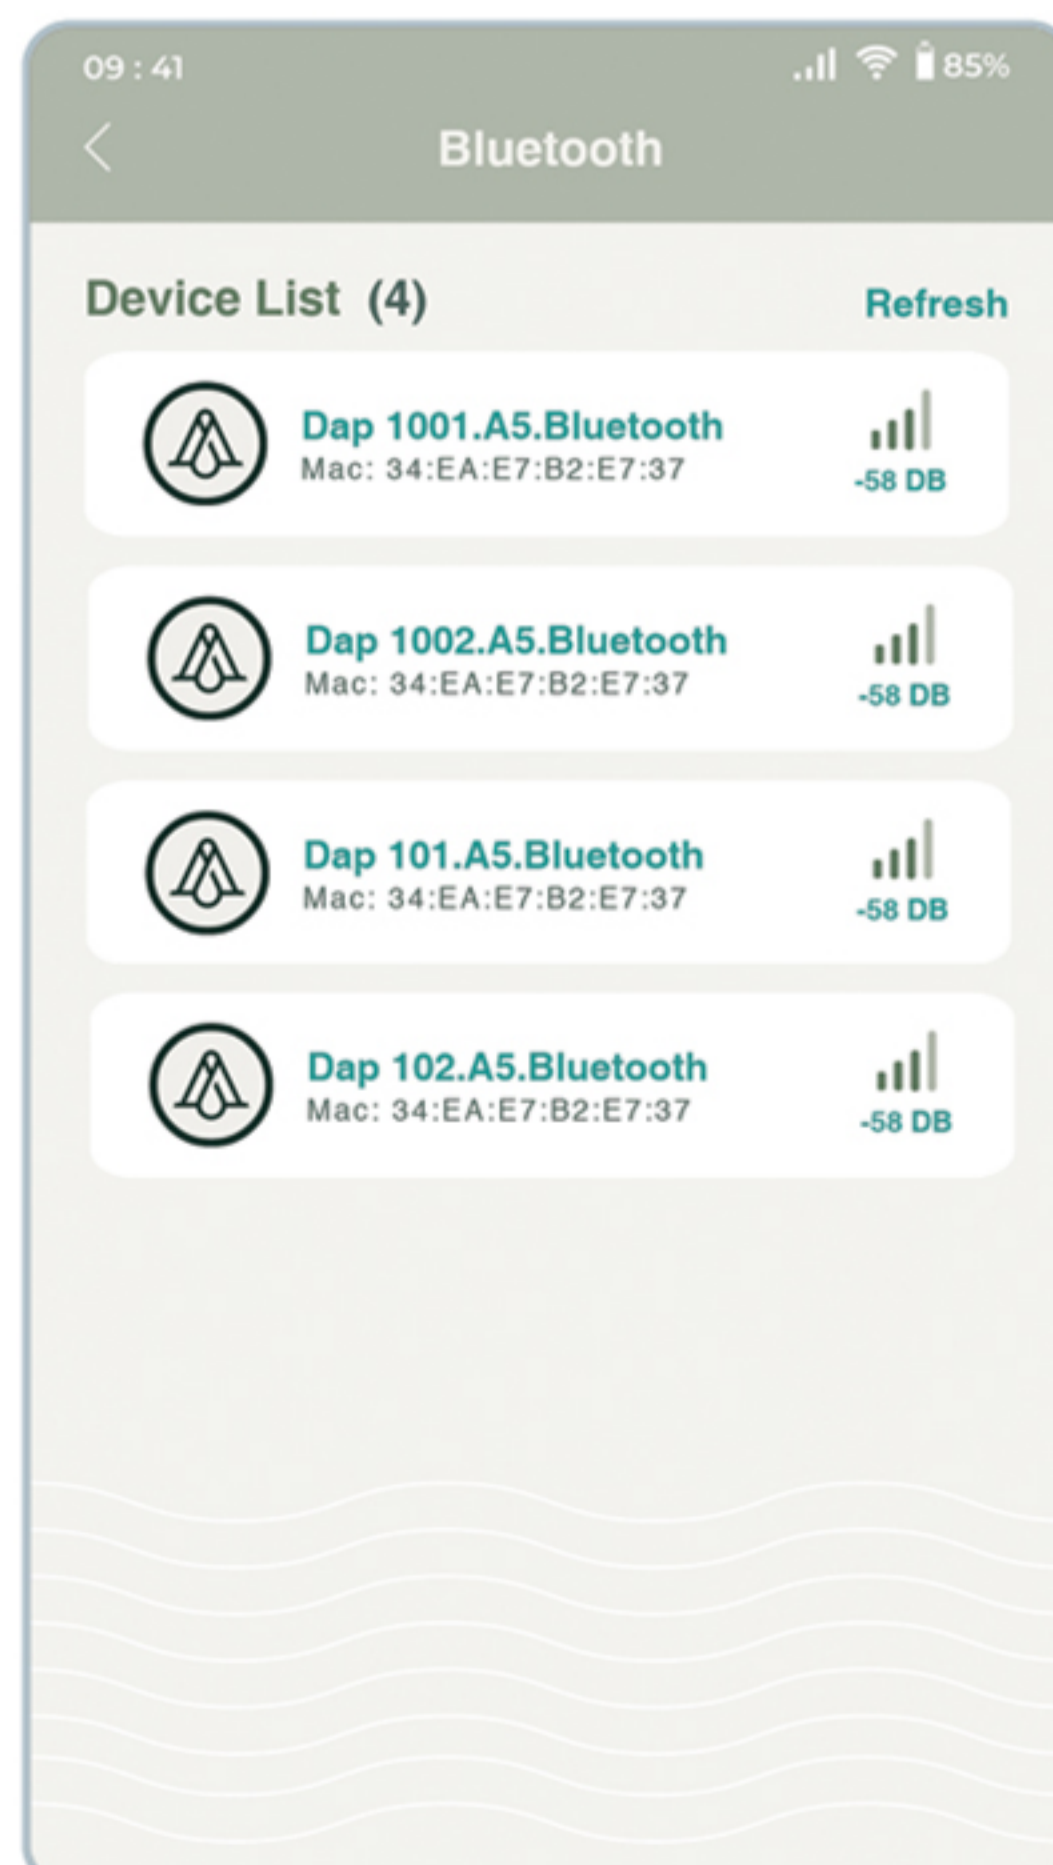 09 : 41 85%
Bluetooth
Device List (4) Refresh
Dap 1001.A5.Bluetooth
Mac: 34:EA:E7:B2:E7:37
-58 DB
Dap 1002.A5.Bluetooth
Mac: 34:EA:E7:B2:E7:37
-58 DB
Dap 101.A5.Bluetooth
Mac: 34:EA:E7:B2:E7:37
-58 DB
Dap 102.A5.Bluetooth
Mac: 34:EA:E7:B2:E7:37
-58 DB